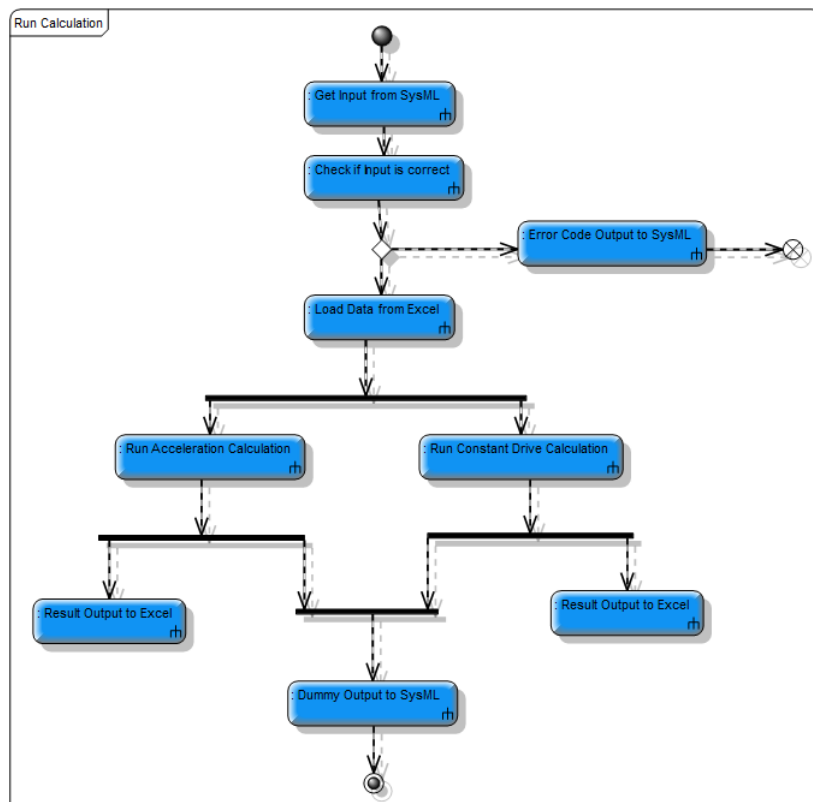 Run Calculation
: Get Input from SysML
: Check if Input is correct
: Error Code Output to SysML
: Load Data from Excel
: Run Acceleration Calculation
: Run Constant Drive Calculation
: Result Output to Excel
: Result Output to Excel
: Dummy Output to SysML